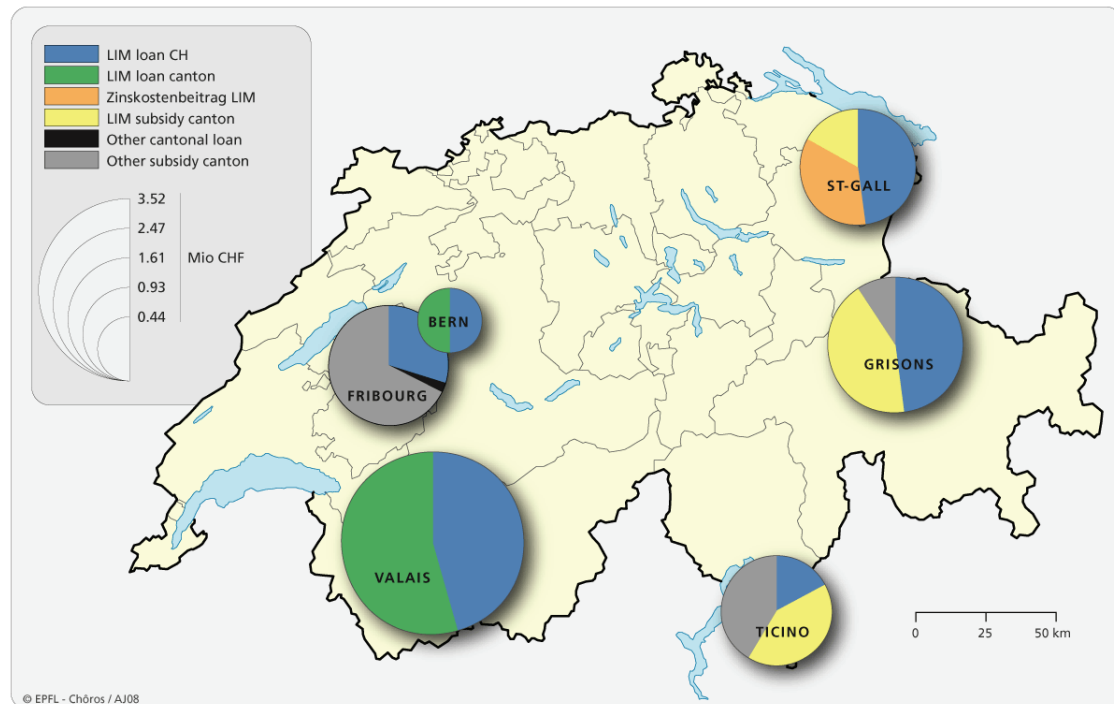 LIM loan CH
LIM loan canton
Zinskostenbeitrag LIM
LIM subsidy canton
Other cantonal loan
Other subsidy canton
3.52
2.47
1.61
0.93
0.44
Mio CHF
ST-GALL
BERN
FRIBOURG
GRISONS
VALAIS
TICINO
0 25 50 km
© EPFL - Chôros / AJ08